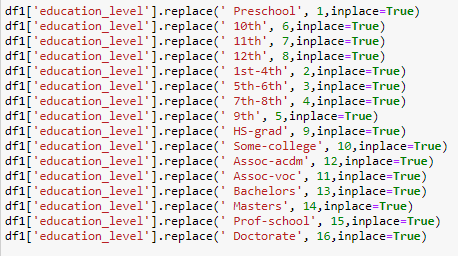 df1['education_level'].replace(' Preschool', 1,inplace=True)
df1['education_level'].replace(' 10th', 6,inplace=True)
df1['education_level'].replace(' 11th', 7,inplace=True)
df1['education_level'].replace(' 12th', 8,inplace=True)
df1['education_level'].replace(' 1st-4th', 2,inplace=True)
df1['education_level'].replace(' 5th-6th', 3,inplace=True)
df1['education_level'].replace(' 7th-8th', 4,inplace=True)
df1['education_level'].replace(' 9th', 5,inplace=True)
df1['education_level'].replace(' HS-grad', 9,inplace=True)
df1['education_level'].replace(' Some-college', 10,inplace=True)
df1['education_level'].replace(' Assoc-acdm', 12,inplace=True)
df1['education_level'].replace(' Assoc-voc', 11,inplace=True)
df1['education_level'].replace(' Bachelors', 13,inplace=True)
df1['education_level'].replace(' Masters', 14,inplace=True)
df1['education_level'].replace(' Prof-school', 15,inplace=True)
df1['education_level'].replace(' Doctorate', 16,inplace=True)